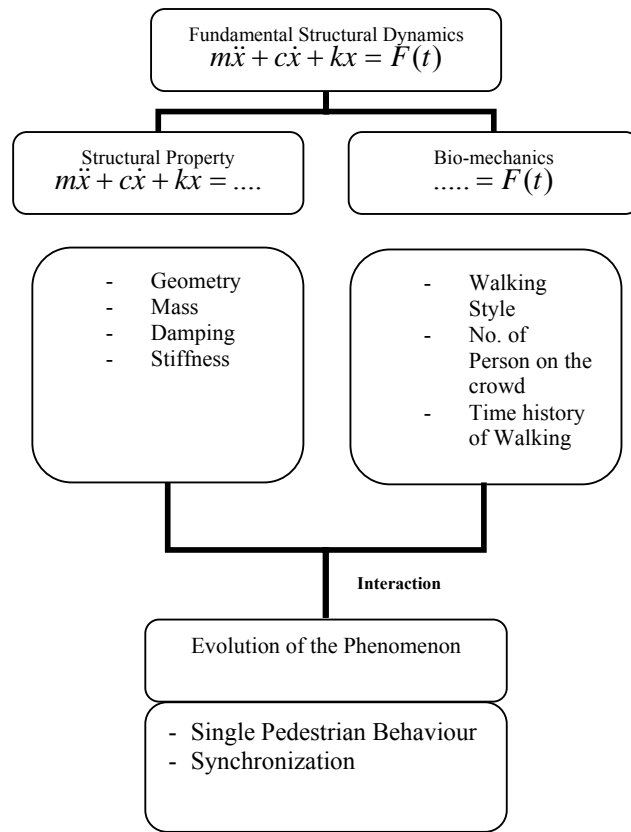 Fundamental Structural Dynamics
mẍ + cẋ + kx = F(t)
Structural Property
mẍ + cẋ + kx = ....
Bio-mechanics
..... = F(t)
- Geometry
- Mass
- Damping
- Stiffness
- Walking
Style
- No. of
Person on the
crowd
- Time history
of Walking
Interaction
Evolution of the Phenomenon
- Single Pedestrian Behaviour
- Synchronization